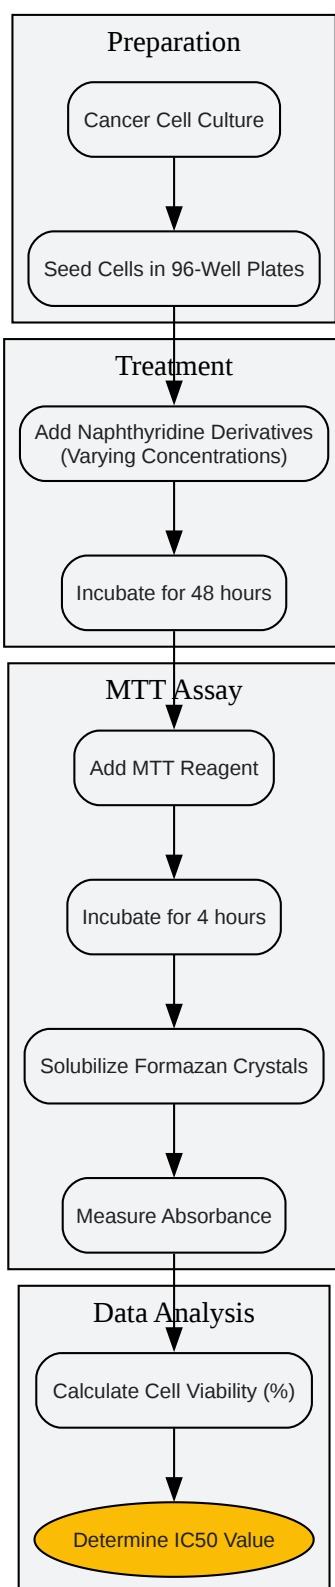 Preparation
Cancer Cell Culture
Seed Cells in 96-Well Plates
Treatment
Add Naphthyridine Derivatives
(Varying Concentrations)
Incubate for 48 hours
MTT Assay
Add MTT Reagent
Incubate for 4 hours
Solubilize Formazan Crystals
Measure Absorbance
Data Analysis
Calculate Cell Viability (%)
Determine IC50 Value